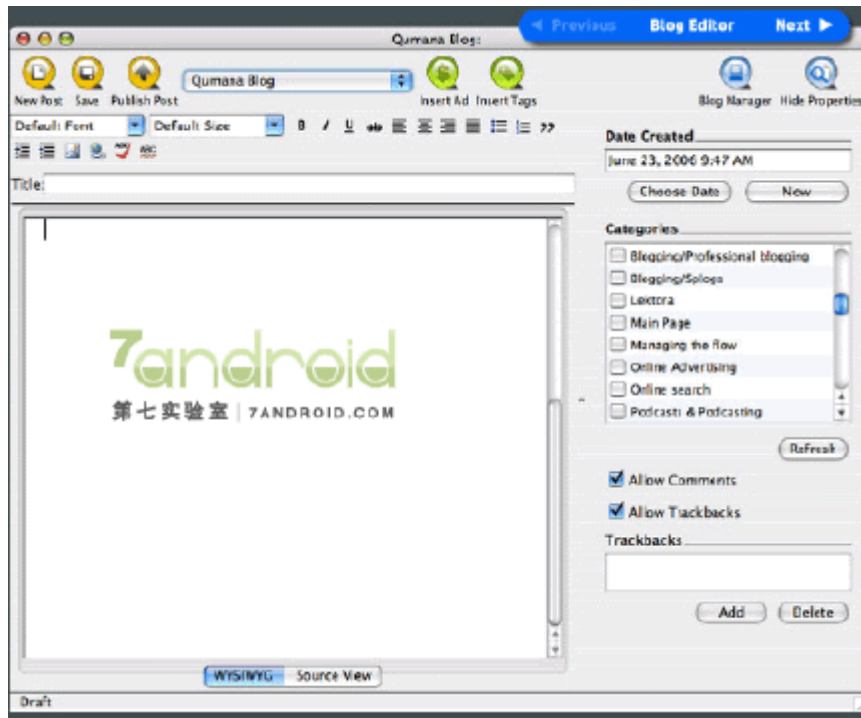 Previous Blog Editor Next
Qumana Blog:
Qumana Blog
New Post Save Publish Post Insert Ad Insert Tags Blog Manager Hide Properties
Default Font Default Size B I U ab
ABC
Title:
Date Created
June 23, 2006 9:47 AM
Choose Date New
Categories
Blogging/Professional blogging
Blogging/Splogs
Lektora
Main Page
Managing the flow
Online Advertising
Online search
Podcasts & Podcasting
Refresh
Allow Comments
Allow Trackbacks
Trackbacks
Add Delete
7android
第七实验室 | 7ANDROID.COM
WYSIWYG Source View
Draft